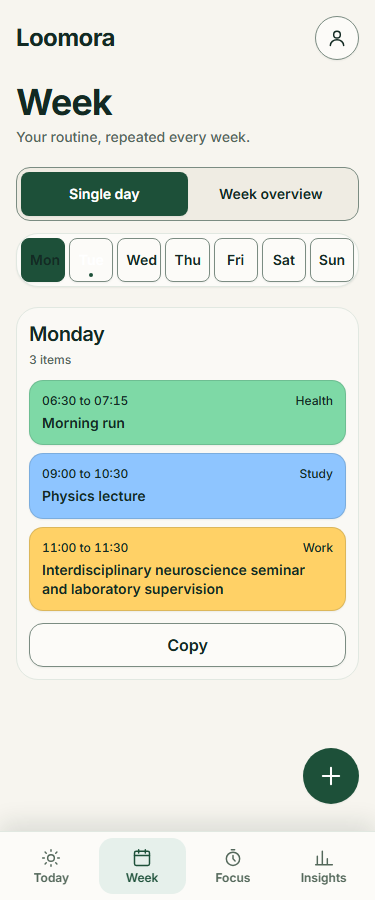 Loomora
Week
Your routine, repeated every week.
Single day
Week overview
Mon
Tue
Wed
Thu
Fri
Sat
Sun
Monday
3 items
06:30 to 07:15
Health
Morning run
09:00 to 10:30
Study
Physics lecture
11:00 to 11:30
Work
Interdisciplinary neuroscience seminar
and laboratory supervision
Copy
Today
Week
Focus
Insights